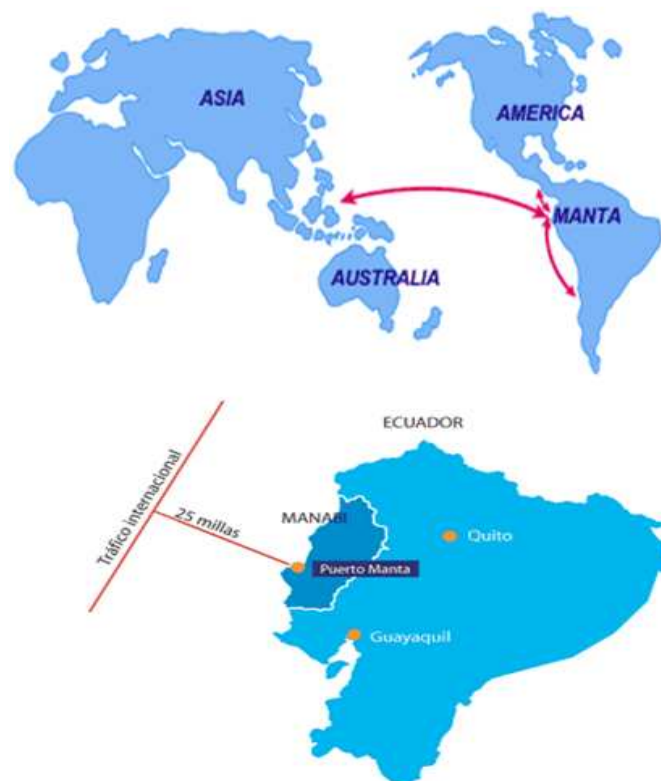 ASIA
AMERICA
MANTA
AUSTRALIA
ECUADOR
Tráfico internacional
25 millas
MANABI
Quito
Puerto Manta
Guayaquil